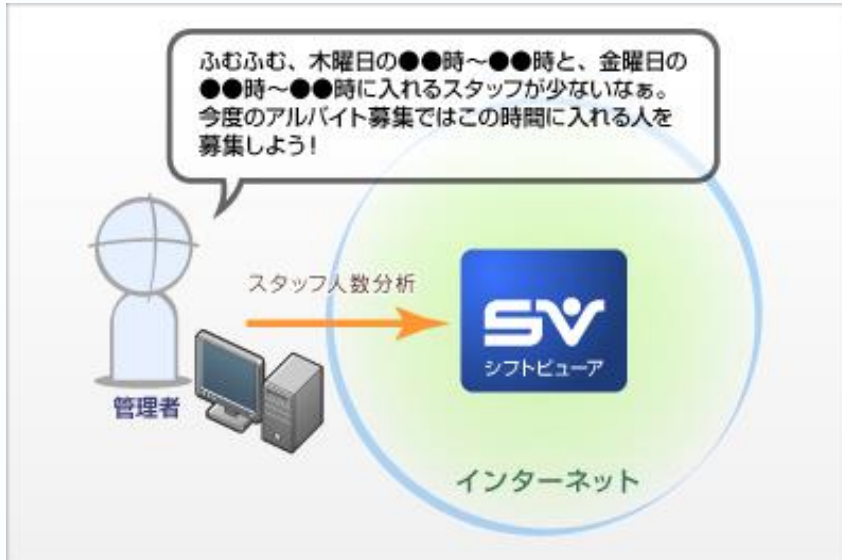 ふむふむ、木曜日の●●時～●●時と、金曜日の
●●時～●●時に入れるスタッフが少ないなぁ。
今度のアルバイト募集ではこの時間に入れる人を
募集しよう！
スタッフ人数分析
SV
シフトビューア
管理者
インターネット